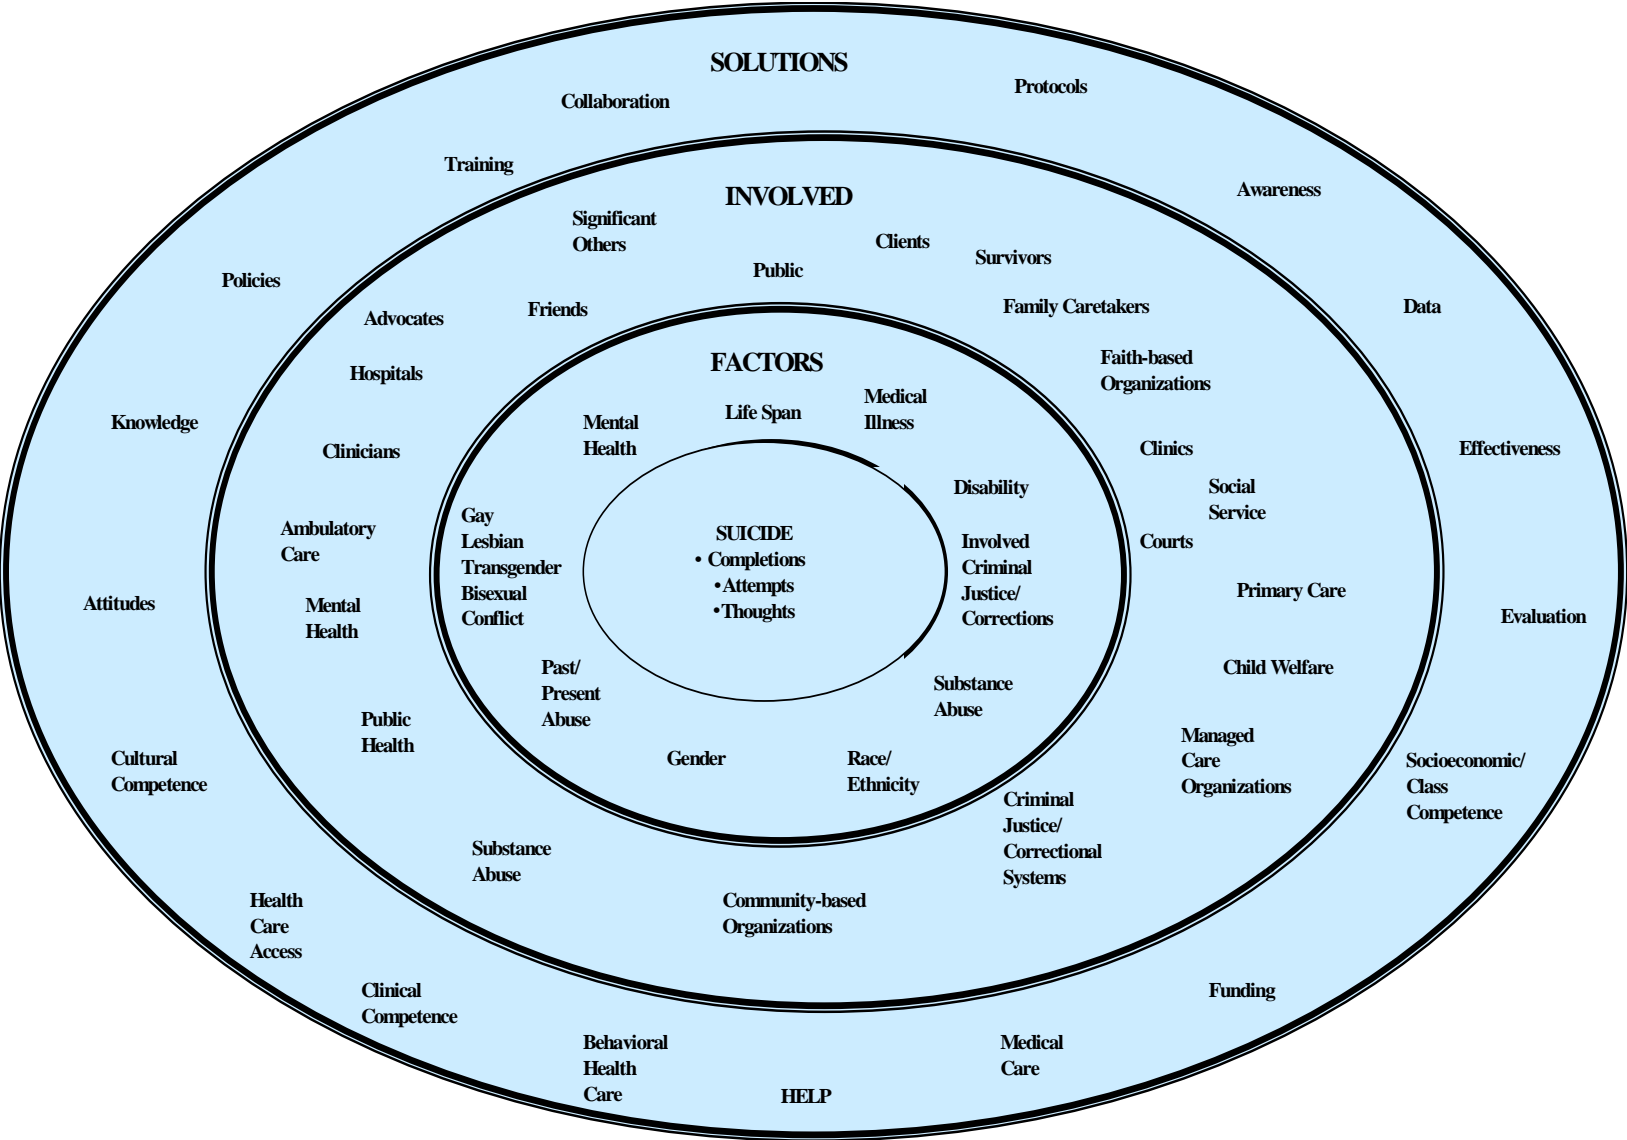 SOLUTIONS
Collaboration
Protocols
Training
Awareness
Policies
Data
Knowledge
Effectiveness
Attitudes
Evaluation
Cultural
Competence
Socioeconomic/
Class
Competence
Health
Care
Access
Clinical
Competence
Funding
Behavioral
Health
Care
Medical
Care
HELP
INVOLVED
Significant
Others
Clients
Survivors
Public
Friends
Family Caretakers
Advocates
Hospitals
Faith-based
Organizations
Clinicians
Clinics
Social
Service
Ambulatory
Care
Courts
Primary Care
Mental
Health
Child Welfare
Public
Health
Managed
Care
Organizations
Criminal
Justice/
Correctional
Systems
Substance
Abuse
Community-based
Organizations
FACTORS
Life Span
Medical
Illness
Mental
Health
Disability
Gay
Lesbian
Transgender
Bisexual
Conflict
Involved
Criminal
Justice/
Corrections
Past/
Present
Abuse
Substance
Abuse
Gender
Race/
Ethnicity
SUICIDE
• Completions
•Attempts
•Thoughts